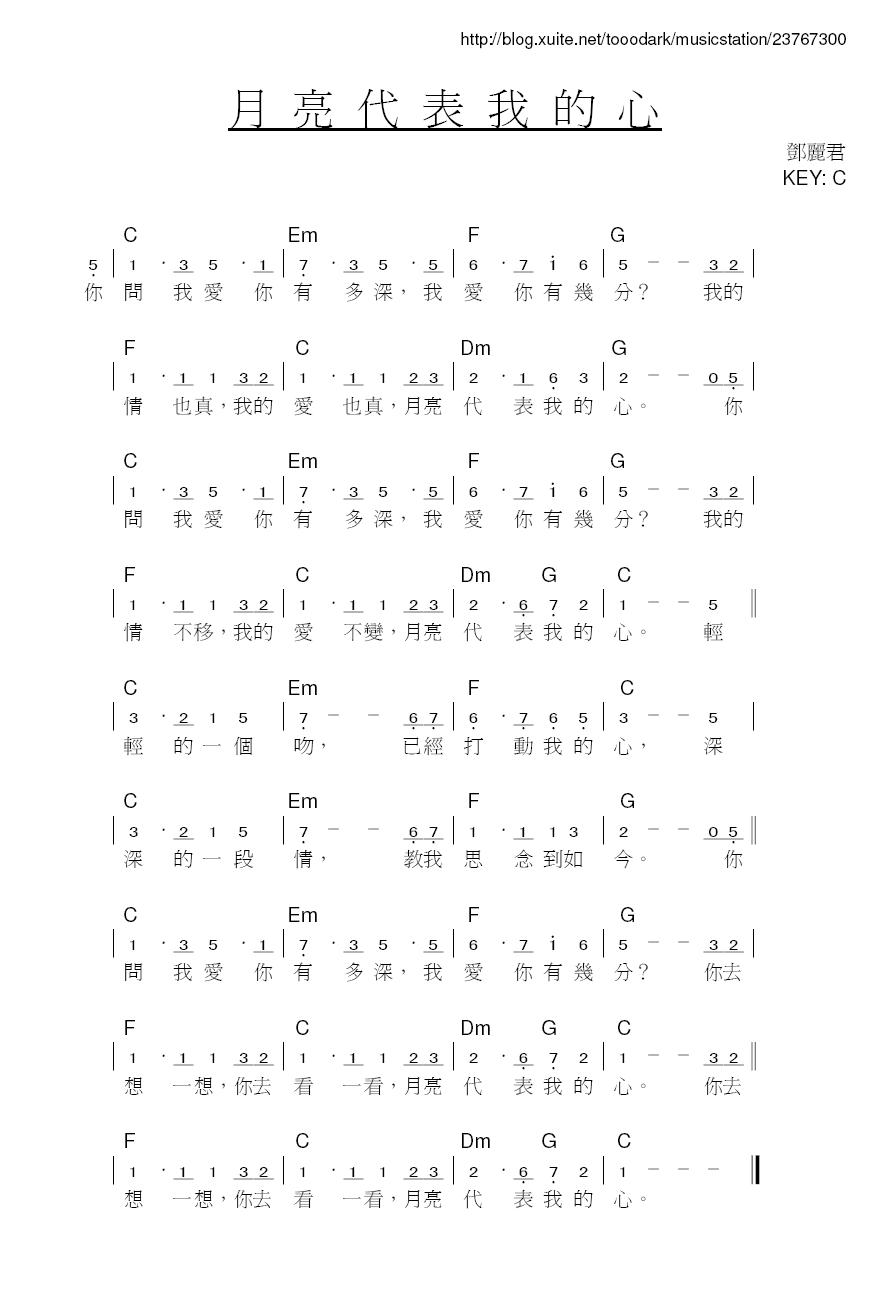 http://blog.xuite.net/tooodark/musicstation/23767300
月亮代表我的心
鄧麗君
KEY: C
C Em F G
5 | 1 · 3 5 · 1 | 7 · 3 5 · 5 | 6 · 7 1 6 | 5 － － 3 2 |
你 問 我 愛 你 有 多 深， 我 愛 你 有 幾 分？ 我的
F C Dm G
| 1 · 1 1 3 2 | 1 · 1 1 2 3 | 2 · 1 6 3 | 2 － － 0 5 |
情 也真，我的 愛 也真，月亮 代 表 我 的 心。 你
C Em F G
| 1 · 3 5 · 1 | 7 · 3 5 · 5 | 6 · 7 1 6 | 5 － － 3 2 |
問 我 愛 你 有 多 深， 我 愛 你 有 幾 分？ 我的
F C Dm G C
| 1 · 1 1 3 2 | 1 · 1 1 2 3 | 2 · 6 7 2 | 1 － － 5 ||
情 不移，我的 愛 不變，月亮 代 表 我 的 心。 輕
C Em F C
| 3 · 2 1 5 | 7 － － 6 7 | 6 · 7 6 5 | 3 － － 5 |
輕 的 一 個 吻， 已經 打 動 我 的 心， 深
C Em F G
| 3 · 2 1 5 | 7 － － 6 7 | 1 · 1 1 3 | 2 － － 0 5 ||
深 的 一 段 情， 教我 思 念 到如 今。 你
C Em F G
| 1 · 3 5 · 1 | 7 · 3 5 · 5 | 6 · 7 1 6 | 5 － － 3 2 |
問 我 愛 你 有 多 深， 我 愛 你 有 幾 分？ 你去
F C Dm G C
| 1 · 1 1 3 2 | 1 · 1 1 2 3 | 2 · 6 7 2 | 1 － － 3 2 ||
想 一想，你去 看 一看，月亮 代 表 我 的 心。 你去
F C Dm G C
| 1 · 1 1 3 2 | 1 · 1 1 2 3 | 2 · 6 7 2 | 1 － － － ||
想 一想，你去 看 一看，月亮 代 表 我 的 心。